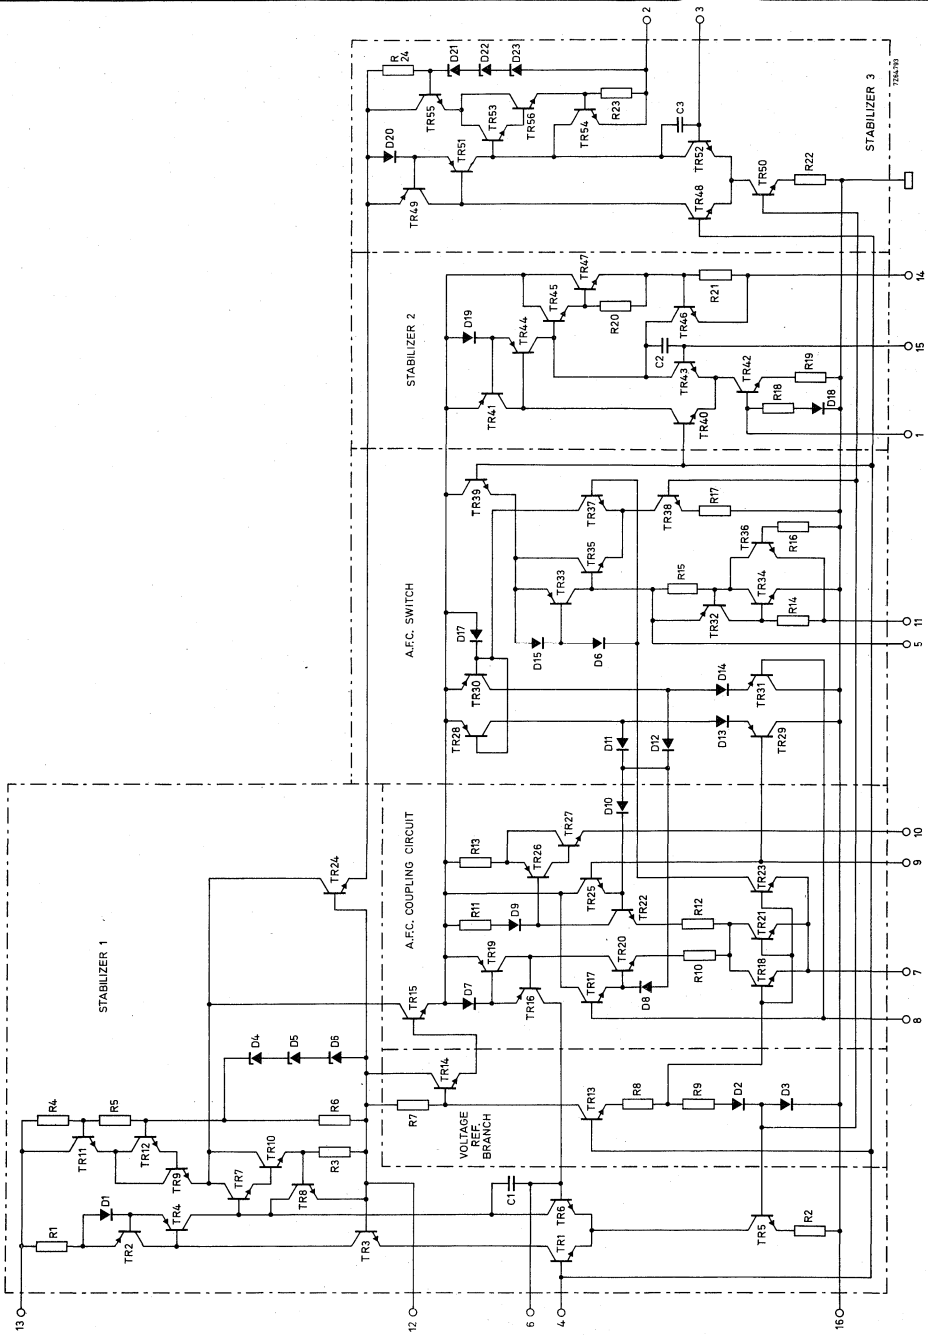 2
3
R
24
D21
D22
D23
TR55
D20
TR53
TR56
TR51
TR54
R23
C3
TR49
TR52
TR48
TR50
R22
7Z64793
STABILIZER 3
STABILIZER 2
D19
TR44
TR45
TR47
R20
TR46
R21
14
TR41
C2
15
TR43
TR42
R19
R18
D18
TR40
1
A.F.C. SWITCH
TR39
TR37
TR38
R17
TR36
R16
TR35
TR33
R15
TR34
TR32
R14
11
5
D17
D15
D6
TR30
TR28
D14
TR31
D11
D12
D13
TR29
STABILIZER 1
TR24
A.F.C. COUPLING CIRCUIT
R13
TR27
D10
10
TR26
TR25
9
R11
D9
TR22
TR23
R12
TR21
TR15
TR19
TR20
D7
TR16
TR17
D8
R10
TR18
7
8
R4
R5
D4
D5
D6
R6
TR14
R7
TR13
R8
R9
D2
D3
VOLTAGE
REF.
BRANCH
TR11
TR12
TR9
TR10
TR7
R3
TR8
R1
D1
TR4
TR2
TR3
C1
TR6
TR1
TR5
R2
13
12
6
4
16